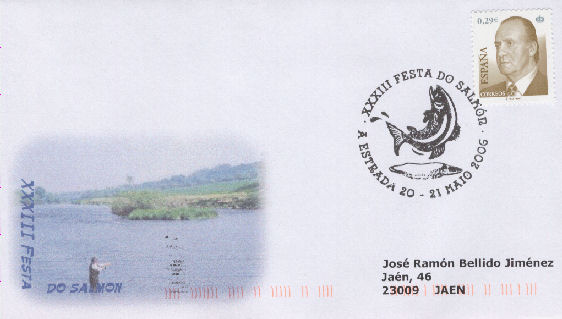 0,29€
ESPAÑA
CORREOS
XXXIII FESTA DO SALMÓN
A ESTRADA 20 - 21 MAIO 2006
XXXIII FESTA
DO SALMON
José Ramón Bellido Jiménez
Jaén, 46
23009 JAEN